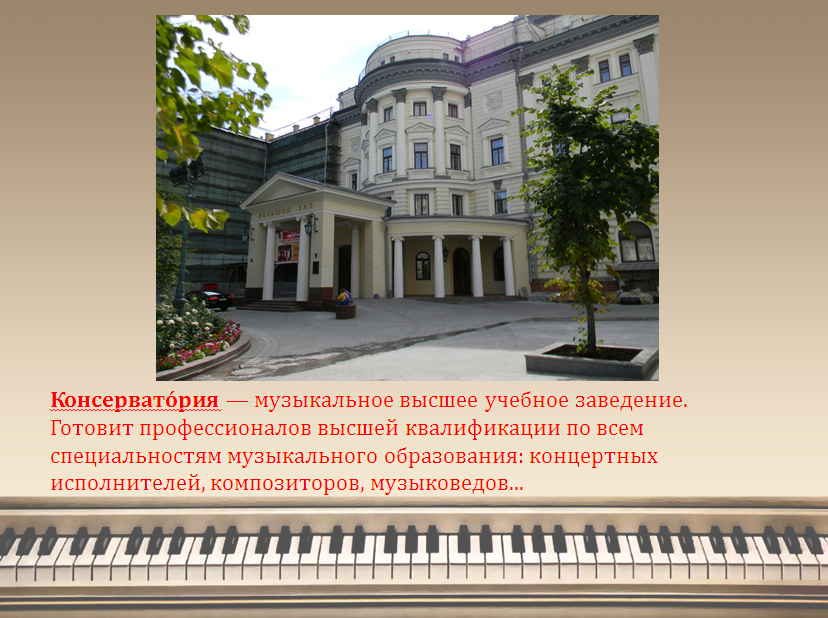 БОЛЬШОЙ ЗАЛ
Консервато́рия — музыкальное высшее учебное заведение.
Готовит профессионалов высшей квалификации по всем
специальностям музыкального образования: концертных
исполнителей, композиторов, музыковедов...